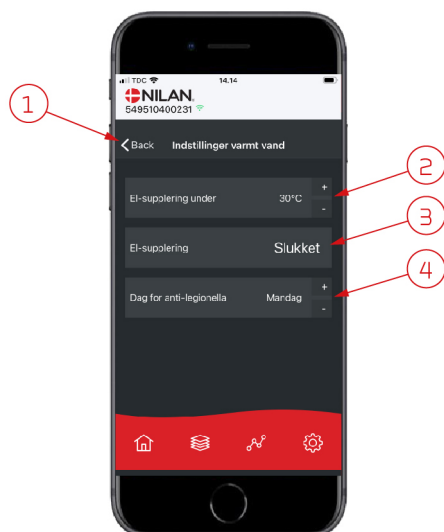 TDC 14.14
NILAN
549510400231
1
Back Indstillinger varmt vand
2
El-supplering under 30°C + -
3
El-supplering Slukket
4
Dag for anti-legionella Mandag + -